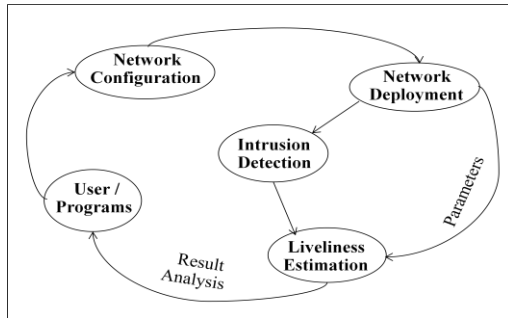 Network
Configuration
Network
Deployment
Intrusion
Detection
User /
Programs
Parameters
Liveliness
Estimation
Result
Analysis